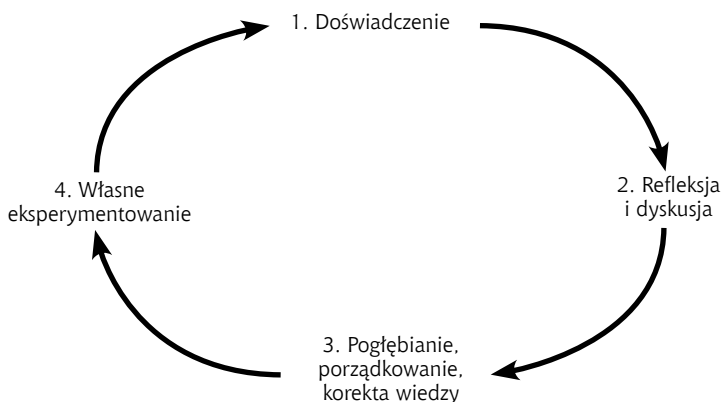 1. Doświadczenie
2. Refleksja
i dyskusja
3. Pogłębianie,
porządkowanie,
korekta wiedzy
4. Własne
eksperymentowanie